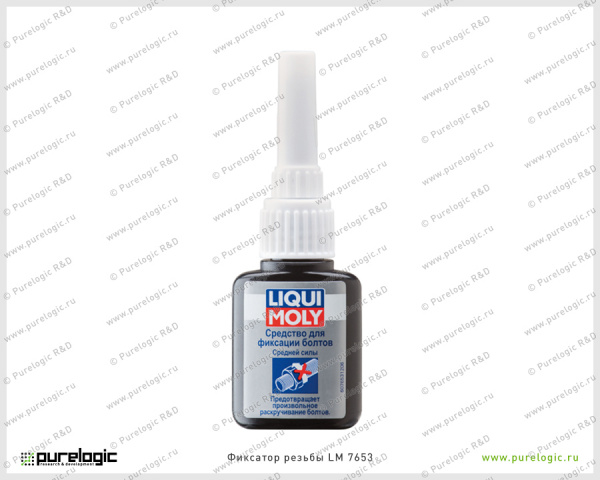 LIQUI
MOLY
Средство для
фиксации болтов
Средней силы
Предотвращает
произвольное
раскручивание болтов.
purelogic
research & development
Фиксатор резьбы LM 7653
www.purelogic.ru
© Purelogic R&D
www.purelogic.ru